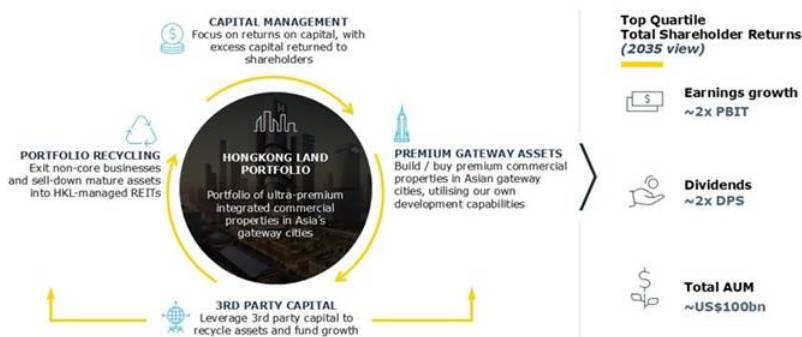 CAPITAL MANAGEMENT
Focus on returns on capital, with
excess capital returned to
shareholders
PORTFOLIO RECYCLING
Exit non-core businesses
and sell-down mature assets
into HKL-managed REITs
HONGKONG LAND
PORTFOLIO
Portfolio of ultra-premium
integrated commercial
properties in Asia's
gateway cities
PREMIUM GATEWAY ASSETS
Build / buy premium commercial
properties in Asian gateway
cities, utilising our own
development capabilities
3RD PARTY CAPITAL
Leverage 3rd party capital to
recycle assets and fund growth
Top Quartile
Total Shareholder Returns
(2035 view)
Earnings growth
~2x PBIT
Dividends
~2x DPS
Total AUM
~US$100bn